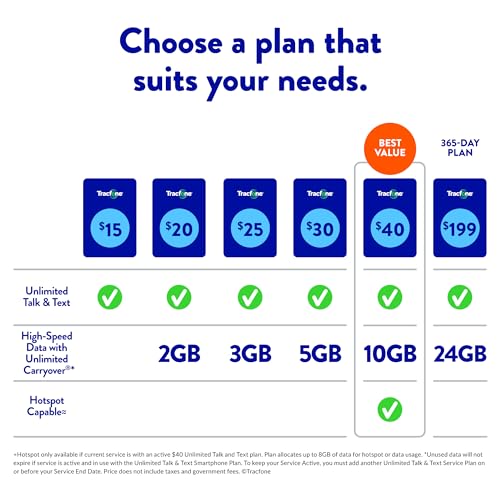 Choose a plan that
suits your needs.
BEST
VALUE
365-DAY
PLAN
Tracfone Tracfone Tracfone Tracfone Tracfone Tracfone
$15 $20 $25 $30 $40 $199
Unlimited
Talk & Text
High-Speed
Data with
Unlimited
Carryover®*
2GB 3GB 5GB 10GB 24GB
Hotspot
Capable≈
≈Hotspot only available if current service is with an active $40 Unlimited Talk and Text plan. Plan allocates up to 8GB of data for hotspot or data usage. *Unused data will not
expire if service is active and in use with the Unlimited Talk & Text Smartphone Plan. To keep your Service Active, you must add another Unlimited Talk & Text Service Plan on
or before your Service End Date. Price does not include taxes and government fees. ©Tracfone